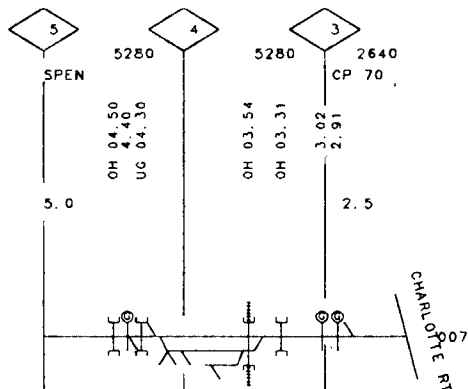 5 4 3
5280 5280 2640
SPEN CP 70
OH 04.50
4.40
UG 04.30
OH 03.54
OH 03.31
3.02
2.91
5.0 2.5
G G G
CHARLOTTE RT
907